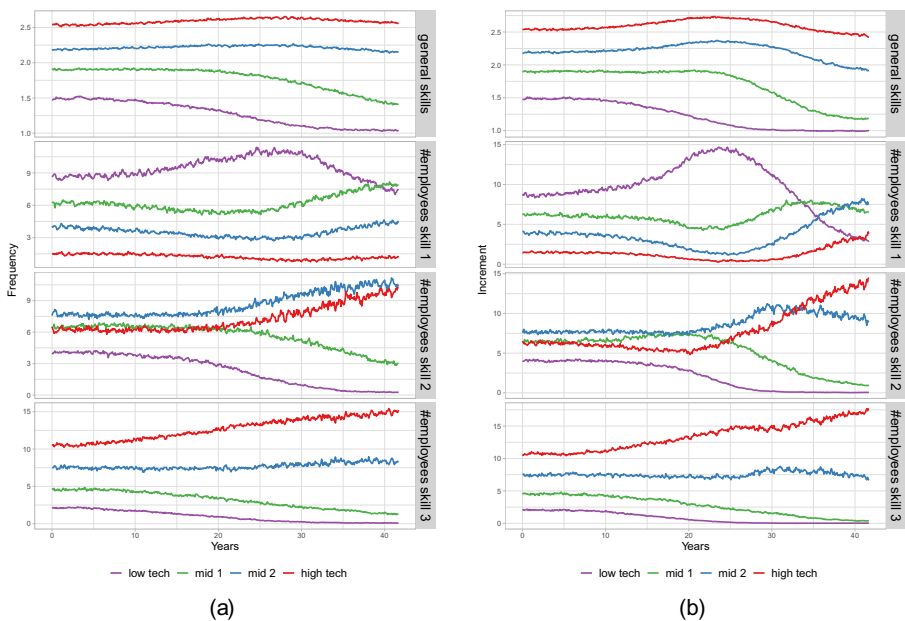 general skills
2.5
2.0
1.5
1.0
#employees skill 1
9
6
3
#employees skill 2
9
6
3
0
#employees skill 3
15
10
5
0
Frequency
0 10 20 30 40
Years
low tech mid 1 mid 2 high tech
(a)
general skills
2.5
2.0
1.5
1.0
#employees skill 1
15
10
5
0
#employees skill 2
15
10
5
0
#employees skill 3
15
10
5
0
Increment
0 10 20 30 40
Years
low tech mid 1 mid 2 high tech
(b)